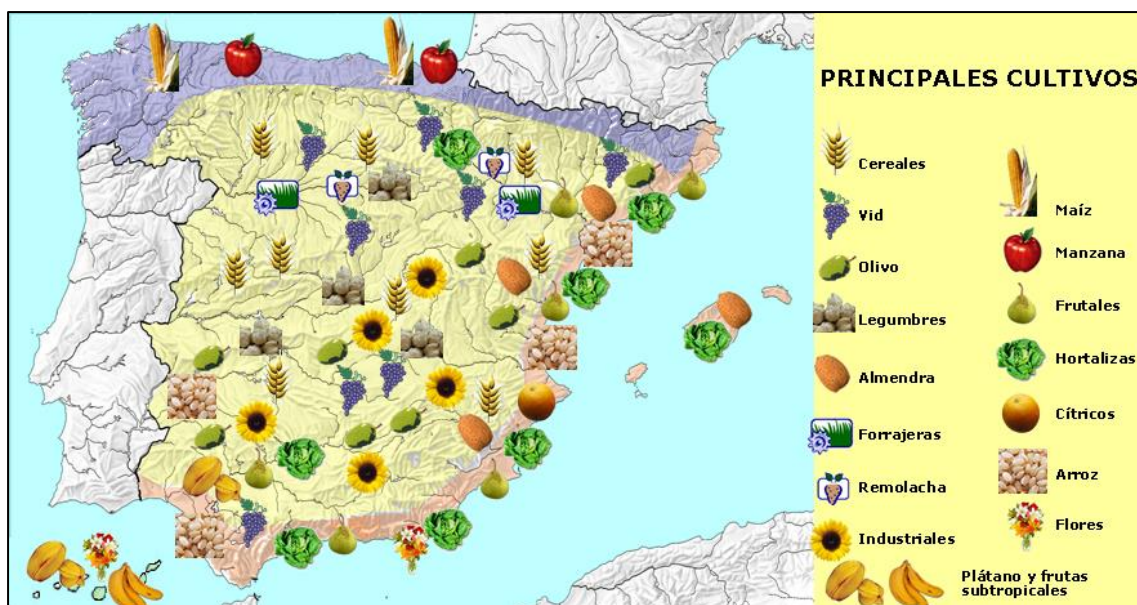 PRINCIPALES CULTIVOS
Cereales
Vid
Olivo
Legumbres
Almendra
Forrajeras
Remolacha
Industriales
Maíz
Manzana
Frutales
Hortalizas
Cítricos
Arroz
Flores
Plátano y frutas
subtropicales